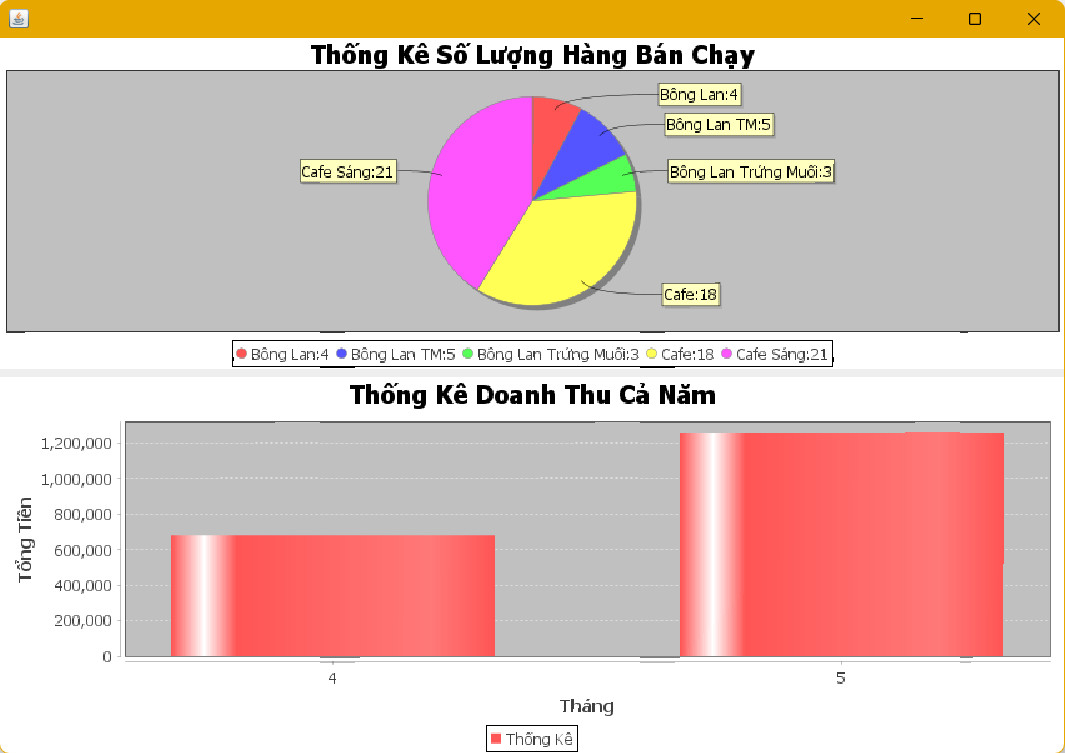 Thống Kê Số Lượng Hàng Bán Chạy
Bông Lan:4
Bông Lan TM:5
Cafe Sáng:21
Bông Lan Trứng Muối:3
Cafe:18
Bông Lan:4 Bông Lan TM:5 Bông Lan Trứng Muối:3 Cafe:18 Cafe Sáng:21
Thống Kê Doanh Thu Cả Năm
1,200,000
1,000,000
800,000
600,000
400,000
200,000
0
Tổng Tiền
4 5
Tháng
Thống Kê